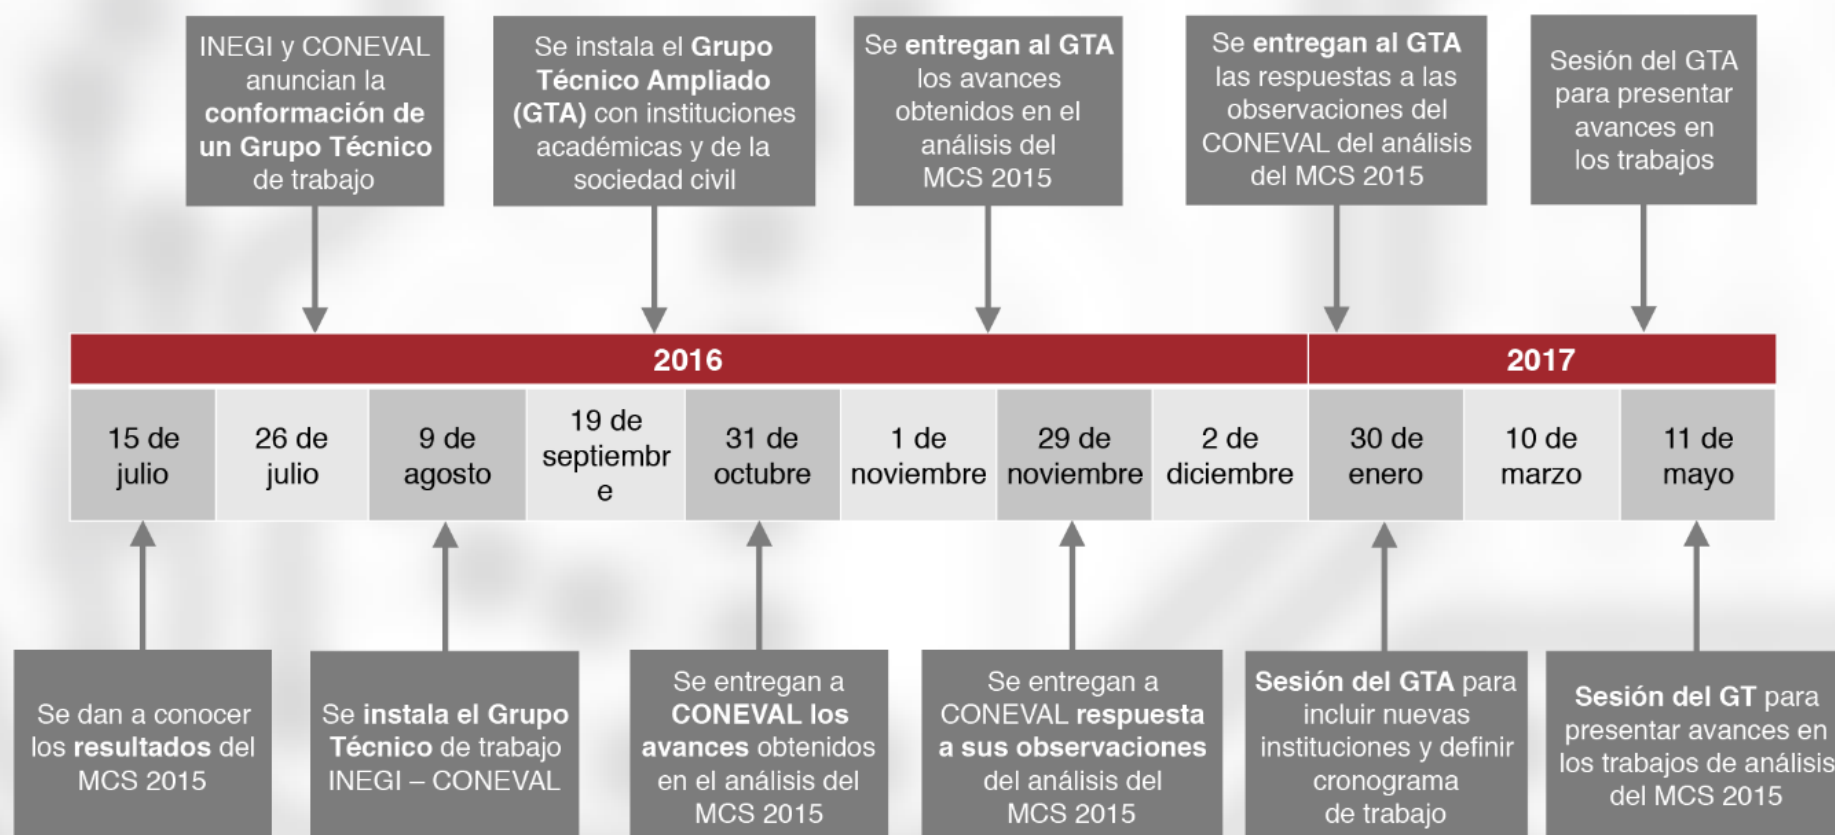 INEGI y CONEVAL
anuncian la
conformación de
un Grupo Técnico
de trabajo
Se instala el Grupo
Técnico Ampliado
(GTA) con instituciones
académicas y de la
sociedad civil
Se entregan al GTA
los avances
obtenidos en el
análisis del
MCS 2015
Se entregan al GTA
las respuestas a las
observaciones del
CONEVAL del análisis
del MCS 2015
Sesión del GTA
para presentar
avances en
los trabajos
2016
2017
15 de
julio
26 de
julio
9 de
agosto
19 de
septiembr
e
31 de
octubre
1 de
noviembre
29 de
noviembre
2 de
diciembre
30 de
enero
10 de
marzo
11 de
mayo
Se dan a conocer
los resultados del
MCS 2015
Se instala el Grupo
Técnico de trabajo
INEGI – CONEVAL
Se entregan a
CONEVAL los
avances obtenidos
en el análisis del
MCS 2015
Se entregan a
CONEVAL respuesta
a sus observaciones
del análisis del
MCS 2015
Sesión del GTA para
incluir nuevas
instituciones y definir
cronograma
de trabajo
Sesión del GT para
presentar avances en
los trabajos de análisis
del MCS 2015